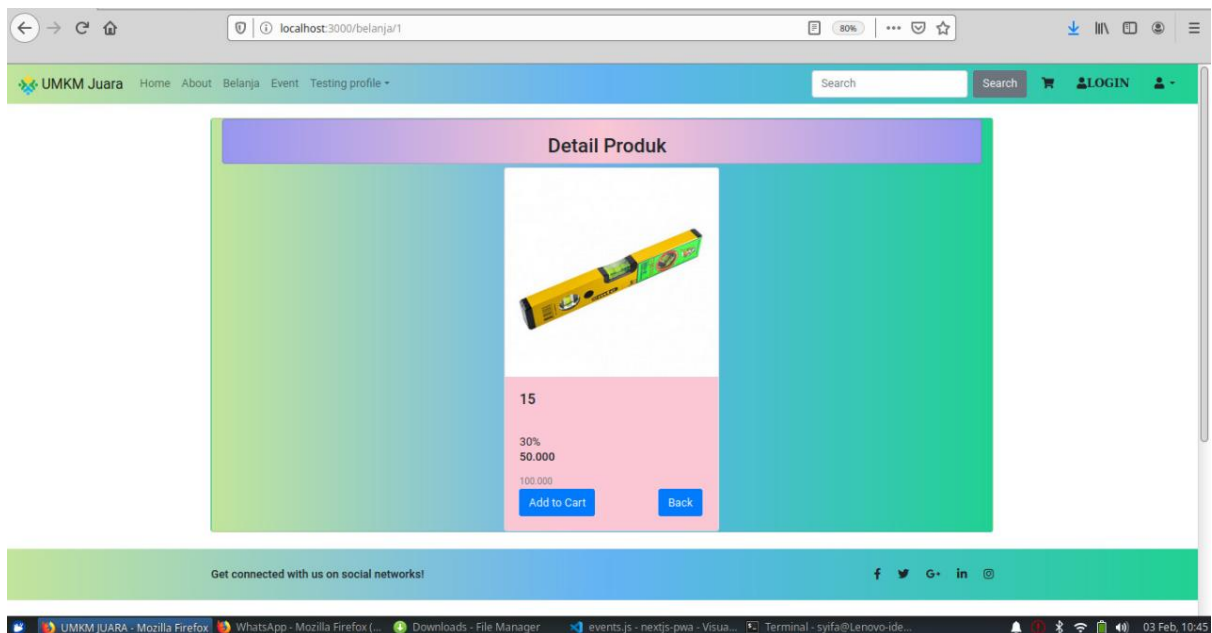 localhost:3000/belanja/1
80%
UMKM Juara Home About Belanja Event Testing profile Search Search LOGIN
Detail Produk
15
30%
50.000
100.000
Add to Cart Back
Get connected with us on social networks!
UMKM JUARA - Mozilla Firefox WhatsApp - Mozilla Firefox (... Downloads - File Manager events.js - nextjs-pwa - Visua... Terminal - syifa@Lenovo-ide... 03 Feb, 10:45